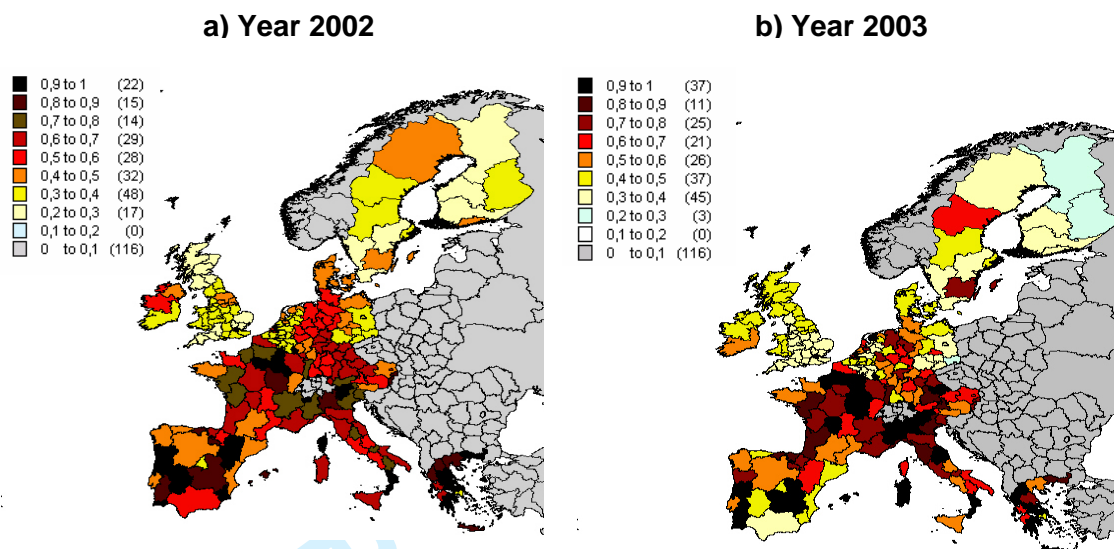 a) Year 2002
0,9 to 1 (22)
0,8 to 0,9 (15)
0,7 to 0,8 (14)
0,6 to 0,7 (29)
0,5 to 0,6 (28)
0,4 to 0,5 (32)
0,3 to 0,4 (48)
0,2 to 0,3 (17)
0,1 to 0,2 (0)
0 to 0,1 (116)
b) Year 2003
0,9 to 1 (37)
0,8 to 0,9 (11)
0,7 to 0,8 (25)
0,6 to 0,7 (21)
0,5 to 0,6 (26)
0,4 to 0,5 (37)
0,3 to 0,4 (45)
0,2 to 0,3 (3)
0,1 to 0,2 (0)
0 to 0,1 (116)